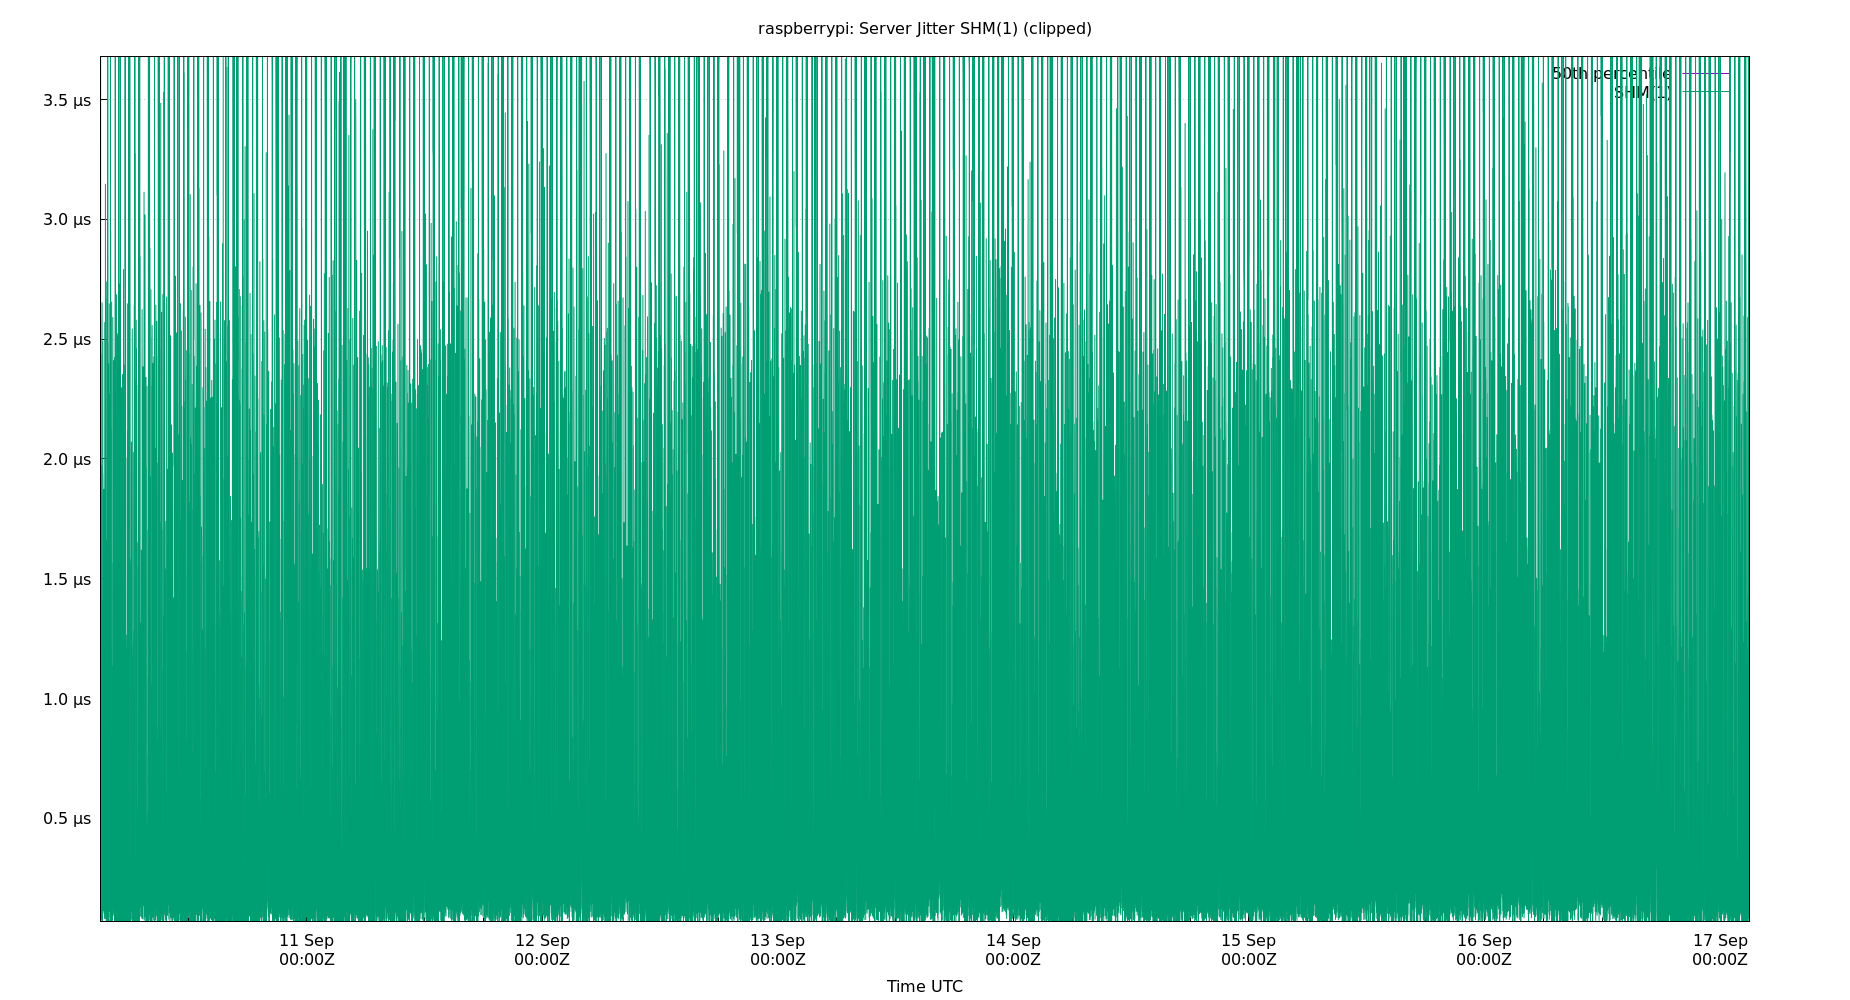 raspberrypi: Server Jitter SHM(1) (clipped)
50th percentile
SHM(1)
3.5 µs
3.0 µs
2.5 µs
2.0 µs
1.5 µs
1.0 µs
0.5 µs
11 Sep 12 Sep 13 Sep 14 Sep 15 Sep 16 Sep 17 Sep
00:00Z 00:00Z 00:00Z 00:00Z 00:00Z 00:00Z 00:00Z
Time UTC